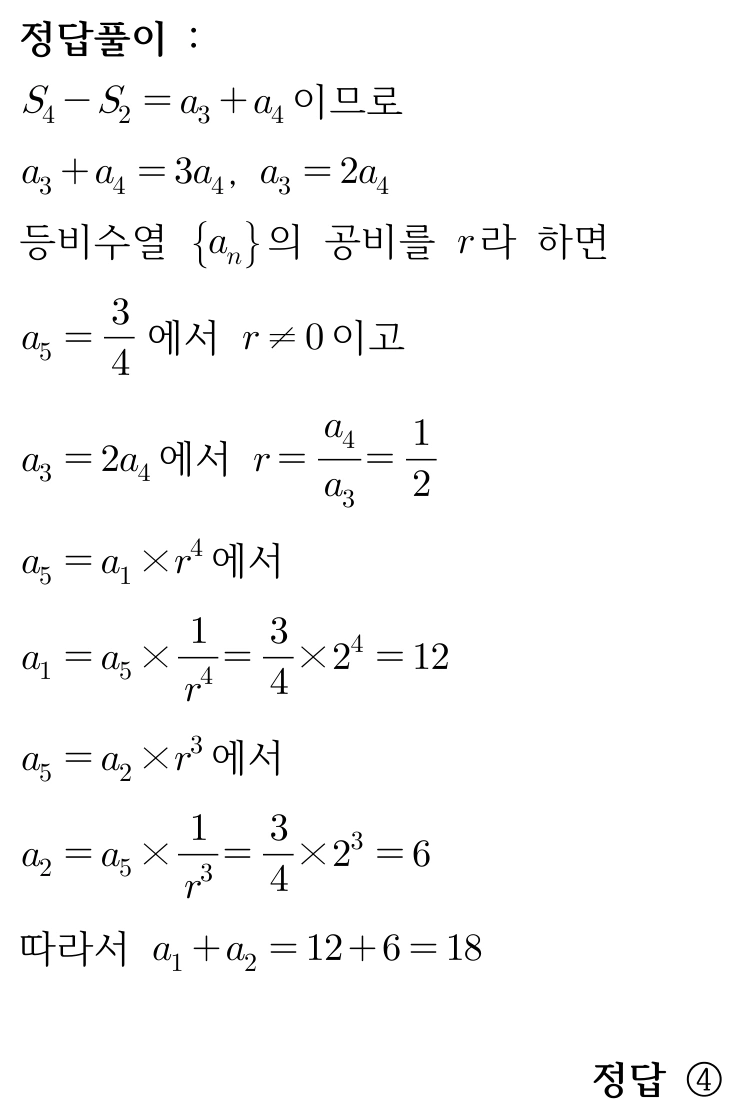 정답풀이 :
S₄ − S₂ = a₃ + a₄ 이므로
a₃ + a₄ = 3a₄, a₃ = 2a₄
등비수열 {aₙ}의 공비를 r라 하면
a₅ = 3/4 에서 r ≠ 0 이고
a₃ = 2a₄ 에서 r = a₄/a₃ = 1/2
a₅ = a₁ × r⁴ 에서
a₁ = a₅ × 1/r⁴ = 3/4 × 2⁴ = 12
a₅ = a₂ × r³ 에서
a₂ = a₅ × 1/r³ = 3/4 × 2³ = 6
따라서 a₁ + a₂ = 12 + 6 = 18
정답 ④